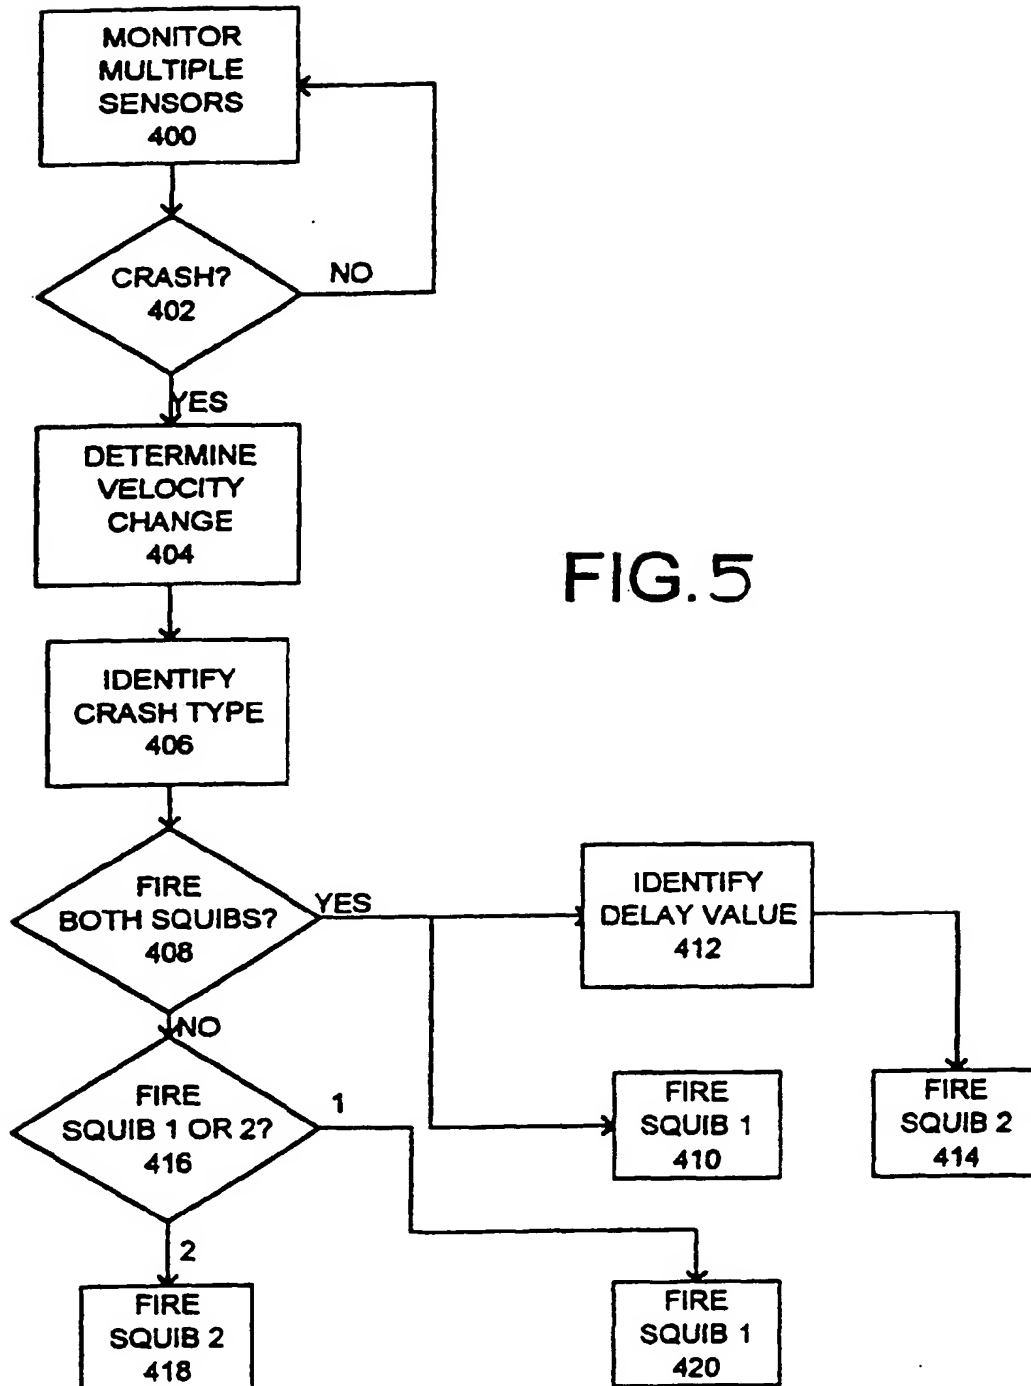 MONITOR
MULTIPLE
SENSORS
400
CRASH?
402
NO
YES
DETERMINE
VELOCITY
CHANGE
404
FIG.5
IDENTIFY
CRASH TYPE
406
FIRE
BOTH SQUIBS?
408
YES
IDENTIFY
DELAY VALUE
412
NO
FIRE
SQUIB 1 OR 2?
416
1
FIRE
SQUIB 1
410
FIRE
SQUIB 2
414
2
FIRE
SQUIB 2
418
FIRE
SQUIB 1
420